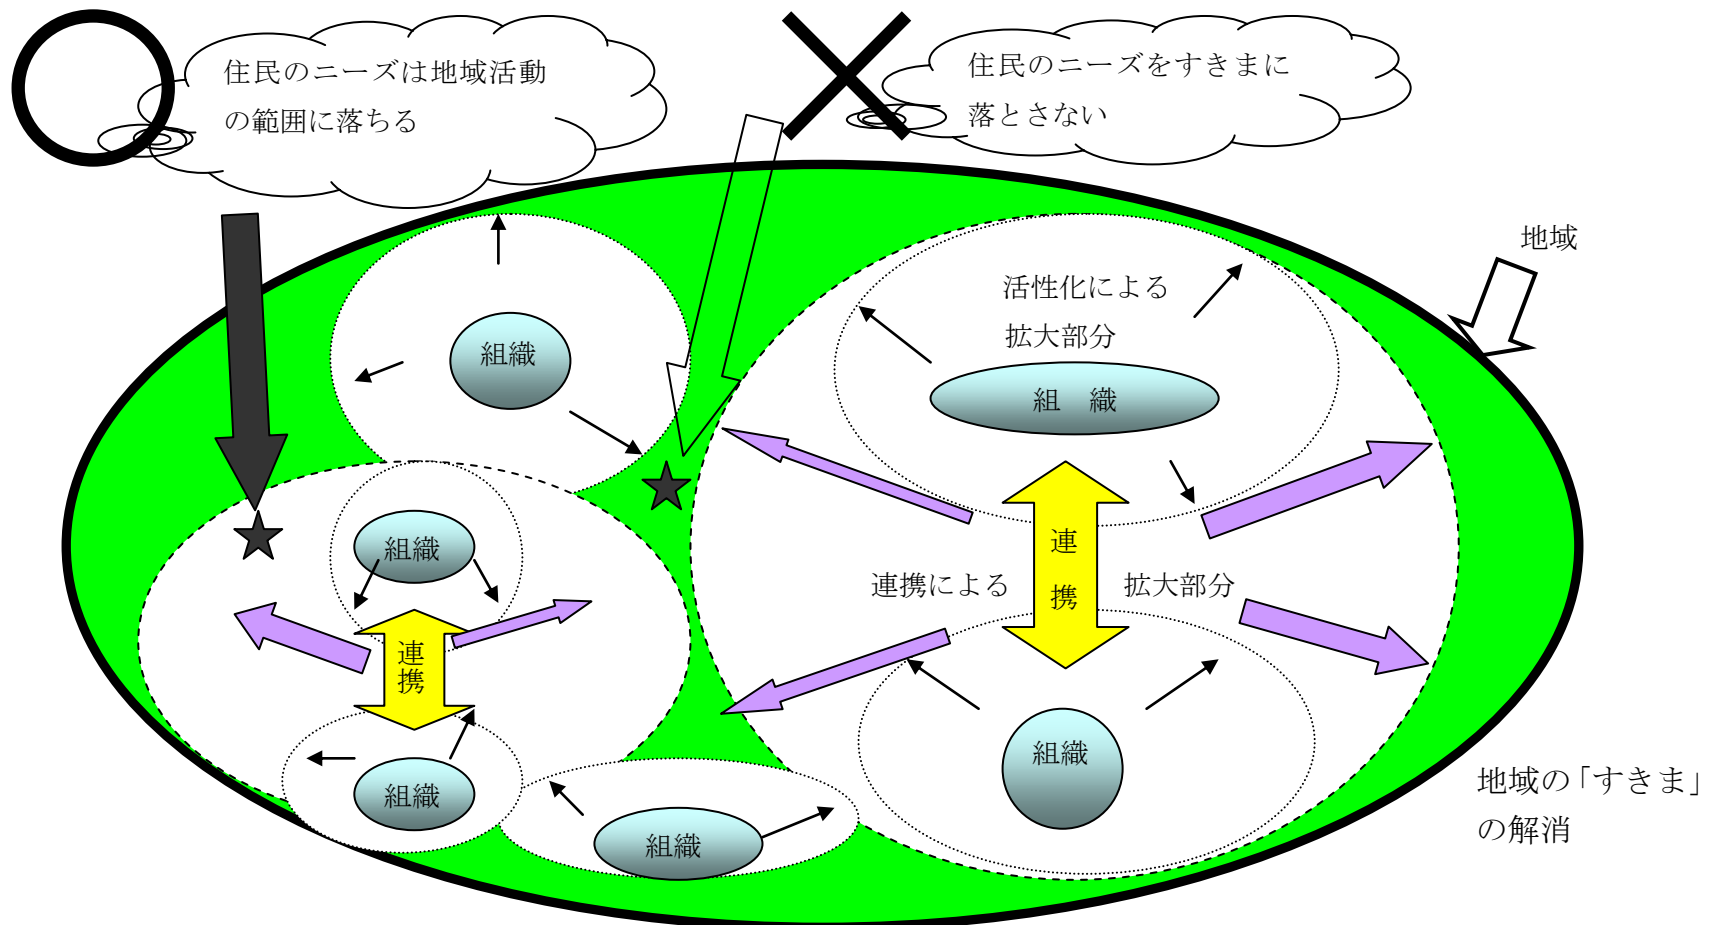 住民のニーズは地域活動
の範囲に落ちる
住民のニーズをすきまに
落とさない
地域
活性化による
拡大部分
組織
組　織
組織
連
携
連携による
拡大部分
連
携
組織
組織
組織
地域の「すきま」
の解消